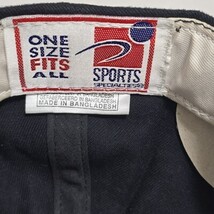 ONE
SIZE
FITS
ALL
SPORTS
SPECIALTIES
MADE IN BANGLADESH